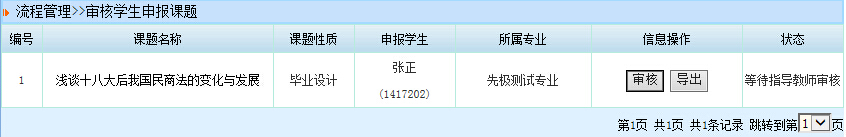 流程管理>>审核学生申报课题
编号 课题名称 课题性质 申报学生 所属专业 信息操作 状态
1 浅谈十八大后我国民商法的变化与发展 毕业设计 张正 (1417202) 先极测试专业 审核 导出 等待指导教师审核
第1页 共1页 共1条记录 跳转到第1页